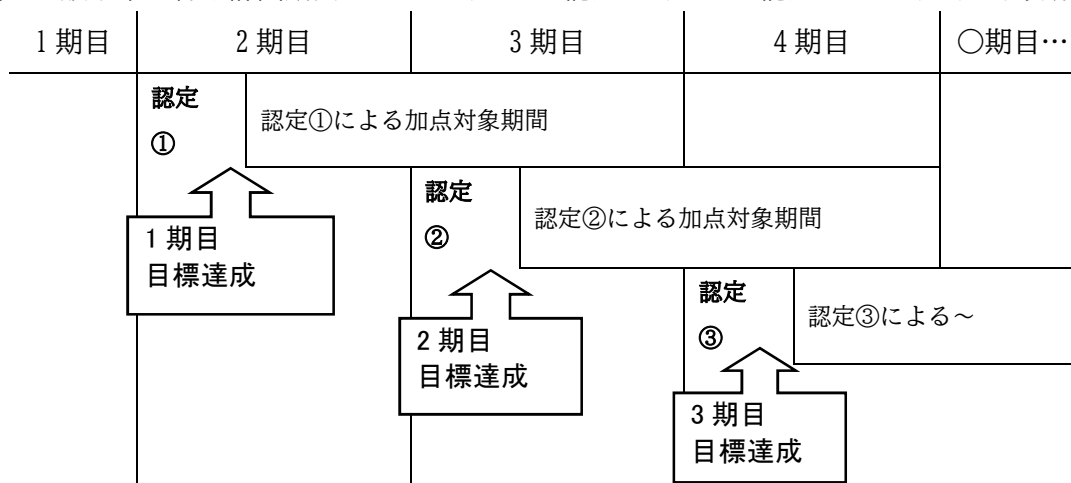 1期目
2期目
3期目
4期目
○期目…
認定
①
認定①による加点対象期間
1期目
目標達成
認定
②
認定②による加点対象期間
2期目
目標達成
認定
③
認定③による～
3期目
目標達成